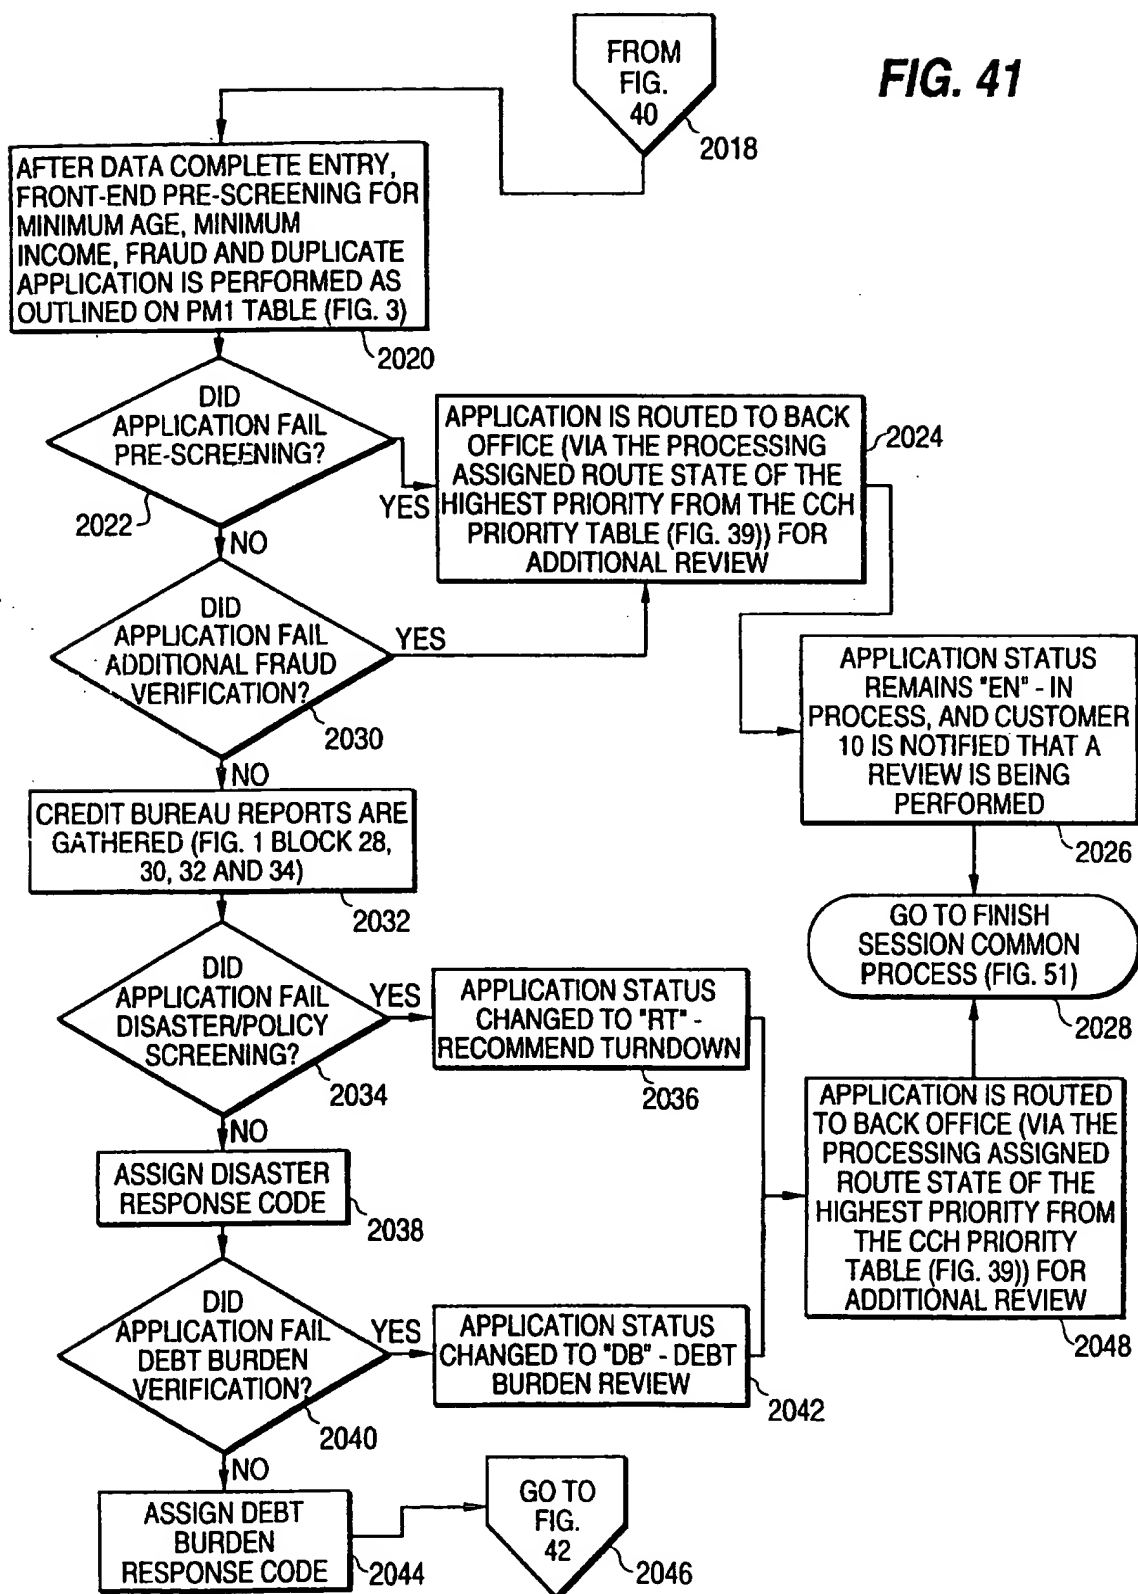 FROM
FIG.
40
2018
FIG. 41
AFTER DATA COMPLETE ENTRY,
FRONT-END PRE-SCREENING FOR
MINIMUM AGE, MINIMUM
INCOME, FRAUD AND DUPLICATE
APPLICATION IS PERFORMED AS
OUTLINED ON PM1 TABLE (FIG. 3)
2020
DID
APPLICATION FAIL
PRE-SCREENING?
2022
YES
NO
APPLICATION IS ROUTED TO BACK
OFFICE (VIA THE PROCESSING
ASSIGNED ROUTE STATE OF THE
HIGHEST PRIORITY FROM THE CCH
PRIORITY TABLE (FIG. 39)) FOR
ADDITIONAL REVIEW
2024
DID
APPLICATION FAIL
ADDITIONAL FRAUD
VERIFICATION?
YES
2030
NO
APPLICATION STATUS
REMAINS "EN" - IN
PROCESS, AND CUSTOMER
10 IS NOTIFIED THAT A
REVIEW IS BEING
PERFORMED
2026
CREDIT BUREAU REPORTS ARE
GATHERED (FIG. 1 BLOCK 28,
30, 32 AND 34)
2032
GO TO FINISH
SESSION COMMON
PROCESS (FIG. 51)
2028
DID
APPLICATION FAIL
DISASTER/POLICY
SCREENING?
YES
2034
NO
APPLICATION STATUS
CHANGED TO "RT" -
RECOMMEND TURNDOWN
2036
ASSIGN DISASTER
RESPONSE CODE
2038
APPLICATION IS ROUTED
TO BACK OFFICE (VIA THE
PROCESSING ASSIGNED
ROUTE STATE OF THE
HIGHEST PRIORITY FROM
THE CCH PRIORITY
TABLE (FIG. 39)) FOR
ADDITIONAL REVIEW
2048
DID
APPLICATION FAIL
DEBT BURDEN
VERIFICATION?
YES
2040
NO
APPLICATION STATUS
CHANGED TO "DB" - DEBT
BURDEN REVIEW
2042
ASSIGN DEBT
BURDEN
RESPONSE CODE
2044
GO TO
FIG.
42
2046